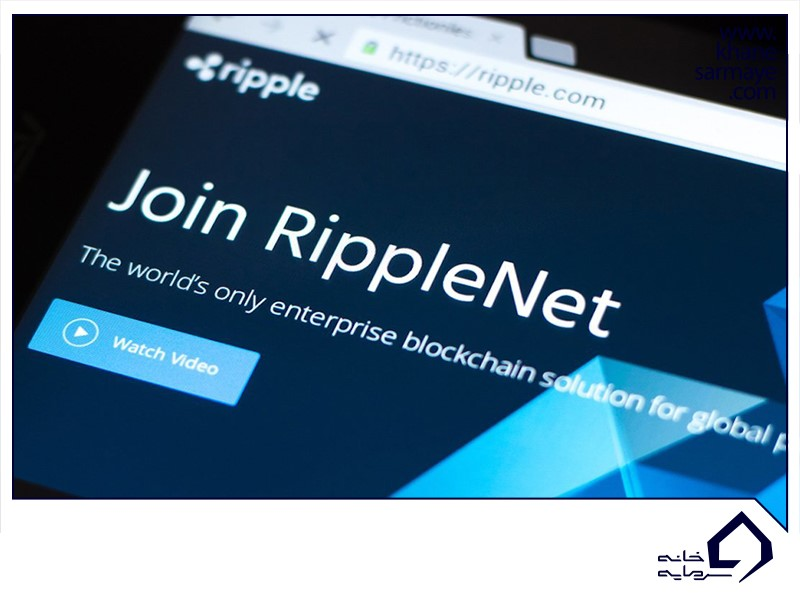 www.
khane
sarmaye
.com
https://ripple.com
ripple
Join RippleNet
The world's only enterprise blockchain solution for global p
Watch Video
خانه
سرمایه